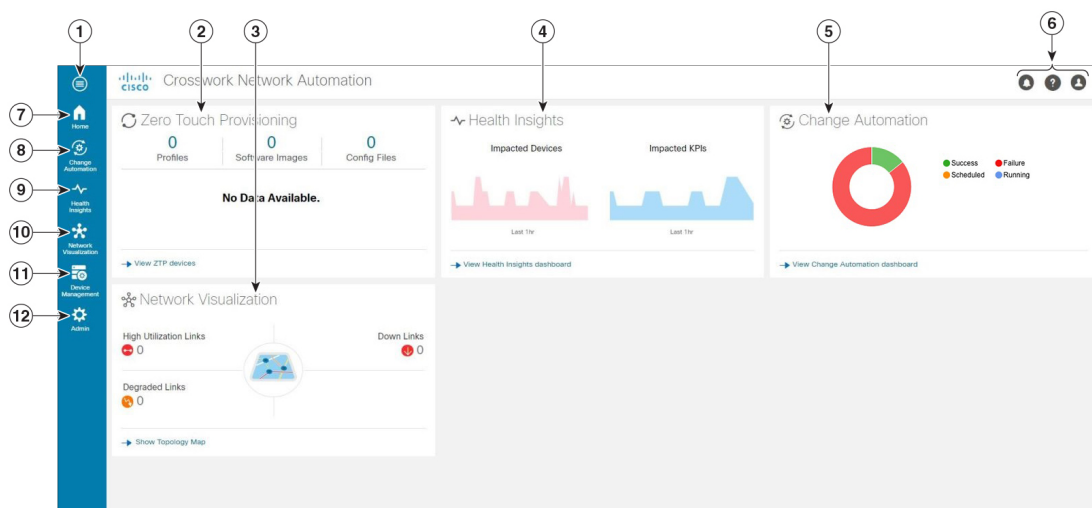 1
2
3
4
5
6
cisco Crosswork Network Automation
7
Home
8
Change
Automation
9
Health
Insights
10
Network
Visualization
11
Device
Management
12
Admin
Zero Touch Provisioning
0 0 0
Profiles Software Images Config Files
No Data Available.
View ZTP devices
Health Insights
Impacted Devices Impacted KPIs
Last 1hr Last 1hr
View Health Insights dashboard
Change Automation
Success Failure
Scheduled Running
View Change Automation dashboard
Network Visualization
High Utilization Links Down Links
0 0
Degraded Links
0
Show Topology Map